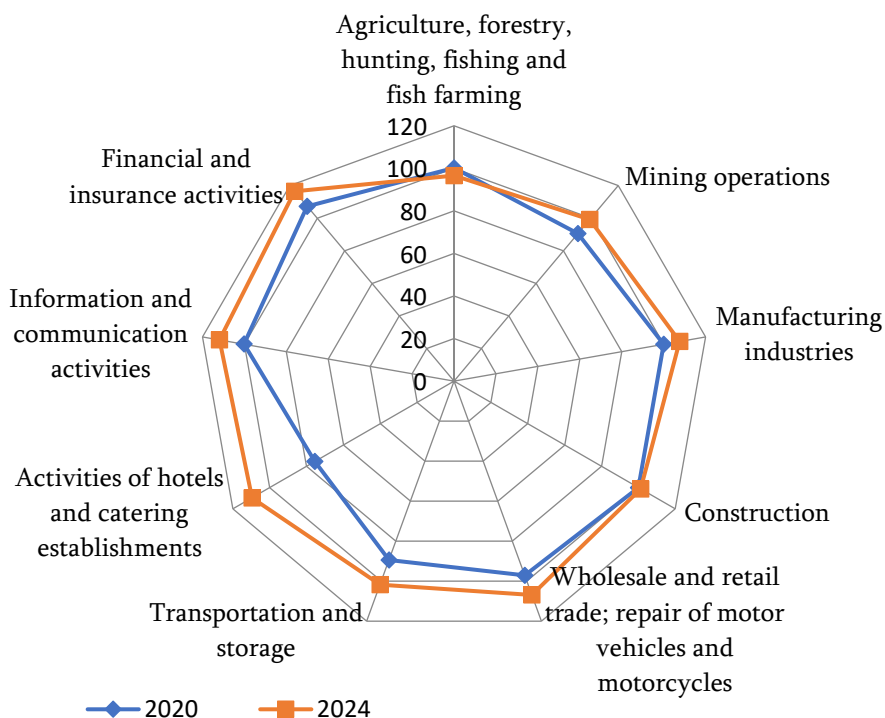 Agriculture, forestry,
hunting, fishing and
fish farming
Mining operations
Manufacturing
industries
Construction
Wholesale and retail
trade; repair of motor
vehicles and
motorcycles
Transportation and
storage
Activities of hotels
and catering
establishments
Information and
communication
activities
Financial and
insurance activities
120
100
80
60
40
20
0
2020
2024